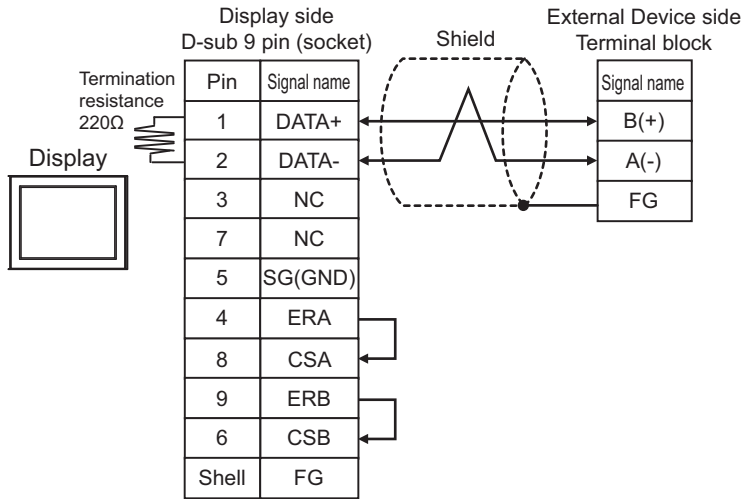 Display side
D-sub 9 pin (socket)
Shield
External Device side
Terminal block
Termination
resistance
220Ω
Display
Pin Signal name
1 DATA+
2 DATA-
3 NC
7 NC
5 SG(GND)
4 ERA
8 CSA
9 ERB
6 CSB
Shell FG
Signal name
B(+)
A(-)
FG